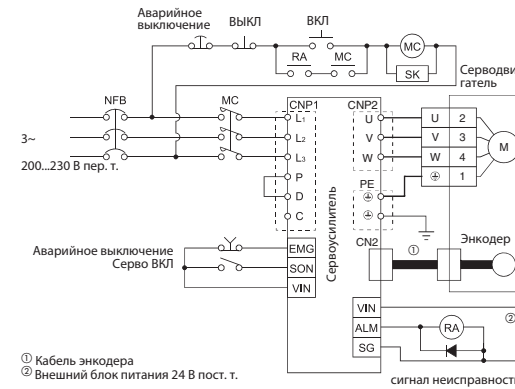 Аварийное
выключение
ВЫКЛ
ВКЛ
RA
MC
MC
SK
NFB
MC
CNP1
CNP2
Серводви
гатель
3~
200...230 В пер. т.
L1
L2
L3
P
D
C
U
V
W
PE
U 2
V 3
W 4
1
M
Сервоусилитель
Аварийное выключение
Серво ВКЛ
EMG
SON
VIN
CN2
①
Энкодер
VIN
ALM
SG
RA
②
① Кабель энкодера
② Внешний блок питания 24 В пост. т.
сигнал неисправност